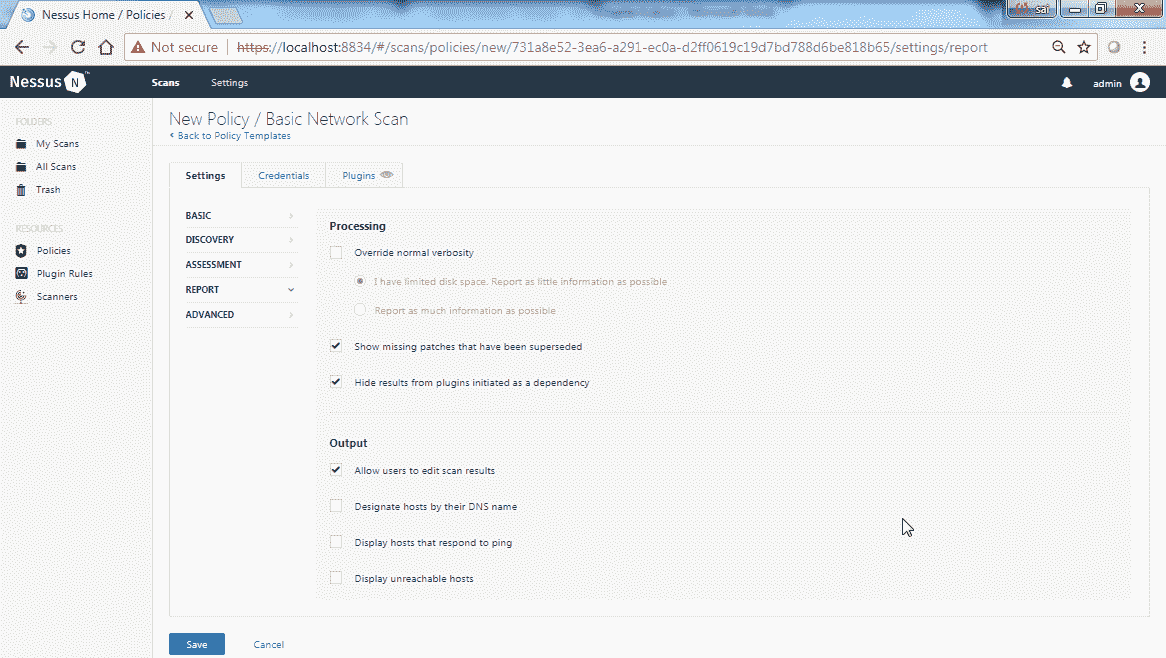 Nessus Home / Policies /
sai
Not secure
https://localhost:8834/#/scans/policies/new/731a8e52-3ea6-a291-ec0a-d2ff0619c19d7bd788d6be818b65/settings/report
Nessus N
Scans
Settings
admin
FOLDERS
My Scans
All Scans
Trash
RESOURCES
Policies
Plugin Rules
Scanners
New Policy / Basic Network Scan
< Back to Policy Templates
Settings
Credentials
Plugins
BASIC
DISCOVERY
ASSESSMENT
REPORT
ADVANCED
Processing
Override normal verbosity
I have limited disk space. Report as little information as possible
Report as much information as possible
Show missing patches that have been superseded
Hide results from plugins initiated as a dependency
Output
Allow users to edit scan results
Designate hosts by their DNS name
Display hosts that respond to ping
Display unreachable hosts
Save
Cancel